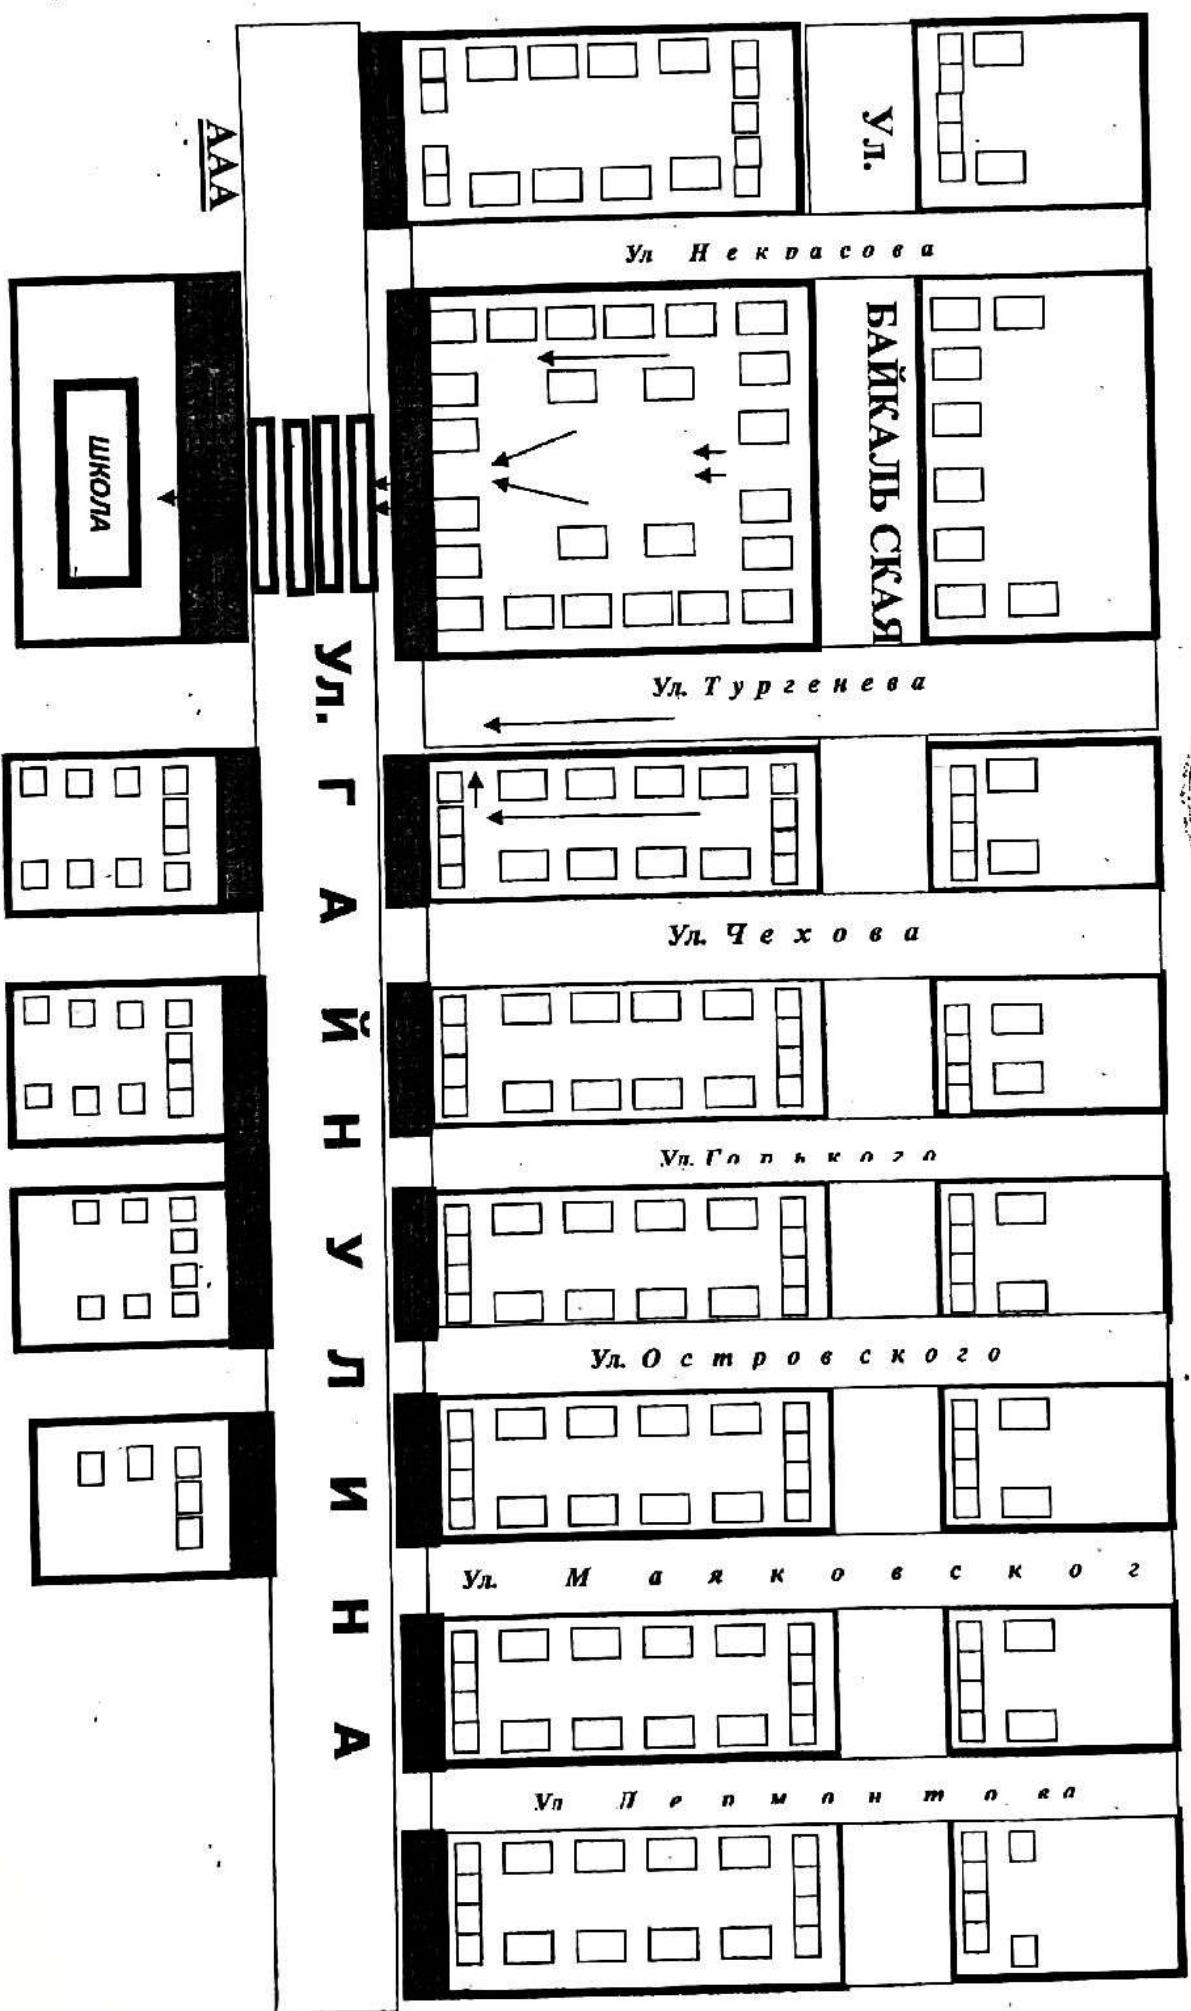 ААА
Ул.
Ул Некрасова
БАЙКАЛЬСКАЯ
ШКОЛА
Ул. ГАЙНУЛИНА
Ул. Тургенева
Ул. Чехова
Ул. Горького
Ул. Островского
Ул. Маяковског
Ул Лермонтова